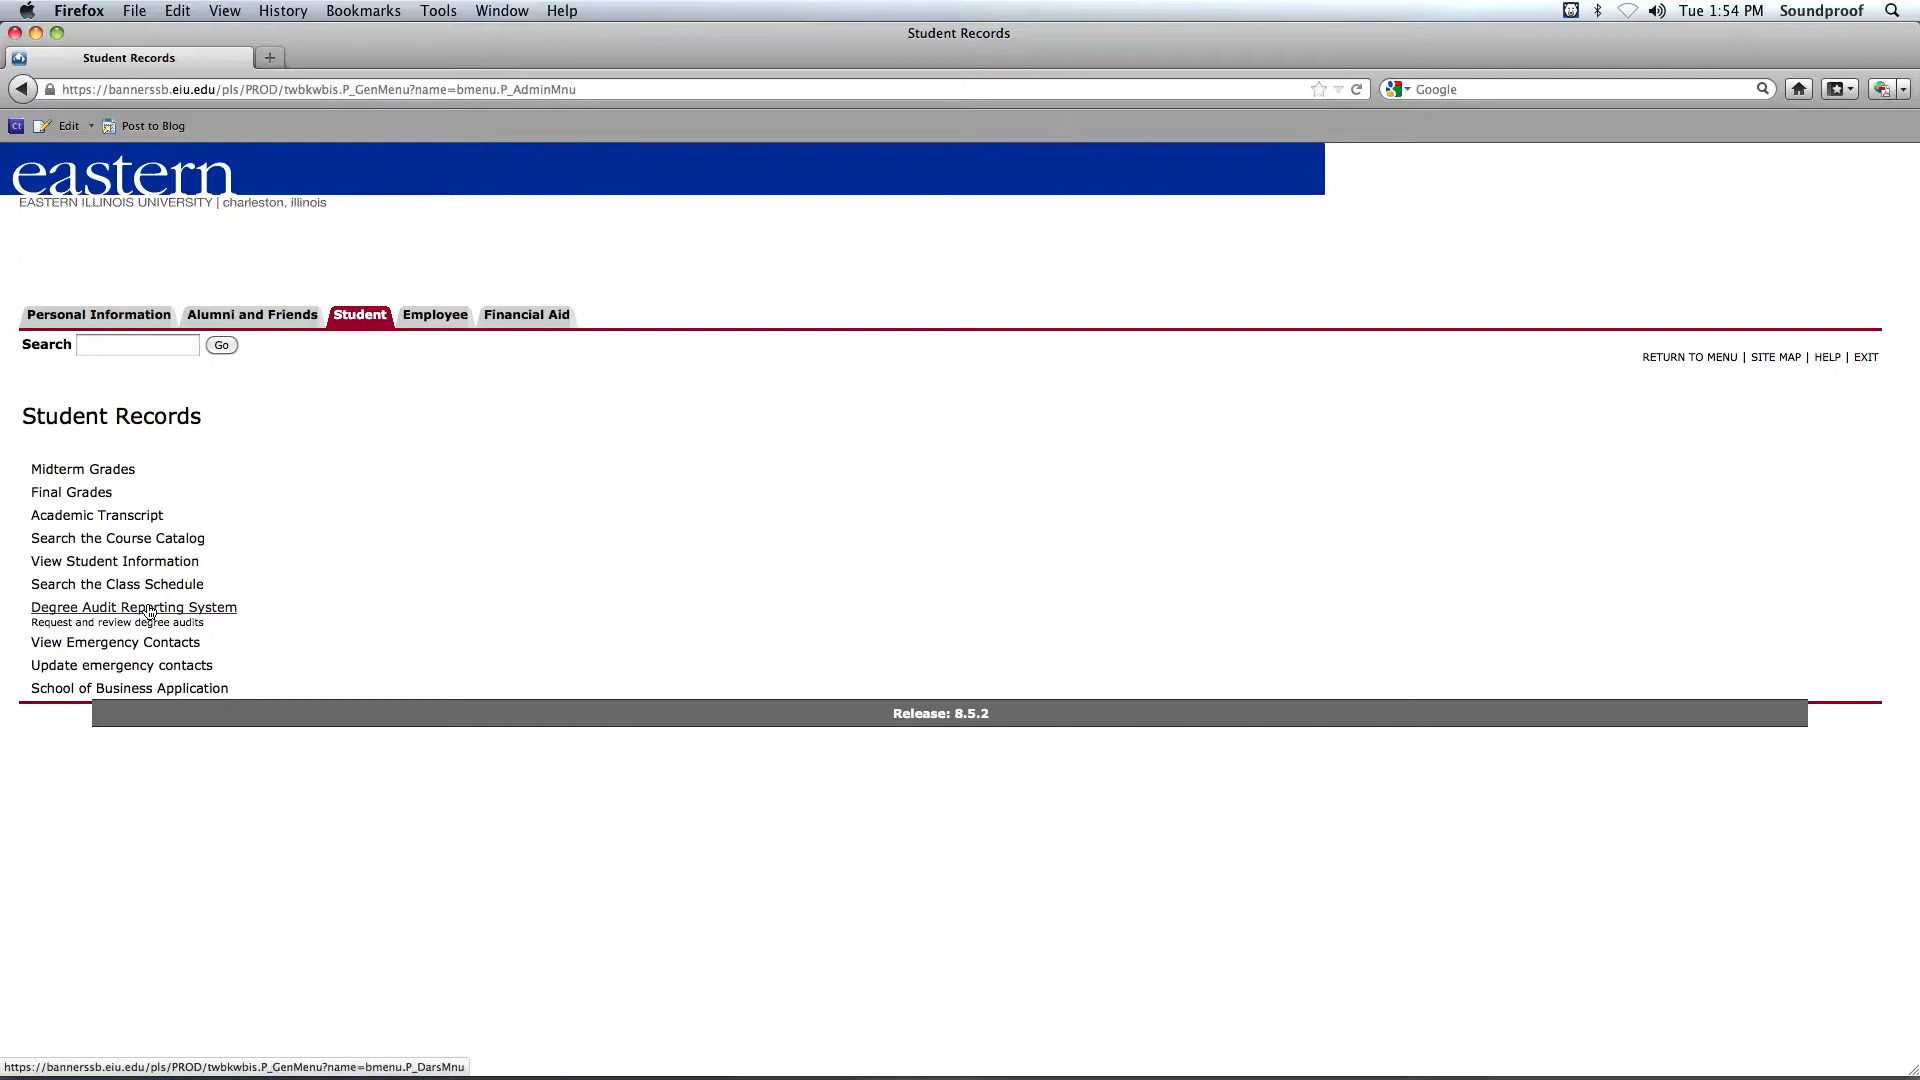 Firefox File Edit View History Bookmarks Tools Window Help Tue 1:54 PM Soundproof
Student Records
Student Records
https://bannerssb.eiu.edu/pls/PROD/twbkwbis.P_GenMenu?name=bmenu.P_AdminMnu Google
Ct Edit Post to Blog
eastern
EASTERN ILLINOIS UNIVERSITY | charleston, illinois
Personal Information Alumni and Friends Student Employee Financial Aid
Search Go
RETURN TO MENU | SITE MAP | HELP | EXIT
Student Records
Midterm Grades
Final Grades
Academic Transcript
Search the Course Catalog
View Student Information
Search the Class Schedule
Degree Audit Reporting System
Request and review degree audits
View Emergency Contacts
Update emergency contacts
School of Business Application
Release: 8.5.2
https://bannerssb.eiu.edu/pls/PROD/twbkwbis.P_GenMenu?name=bmenu.P_DarsMnu